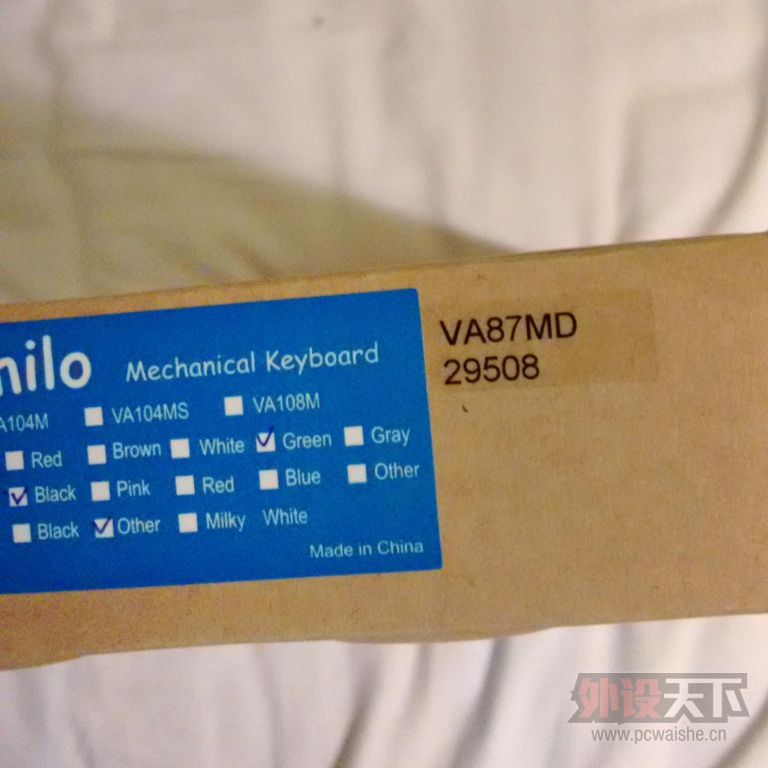 nilo Mechanical Keyboard
A104M VA104MS VA108M
Red Brown White Green Gray
Black Pink Red Blue Other
Black Other Milky White
Made in China
VA87MD
29508
外设天下
www.pcwaishe.cn